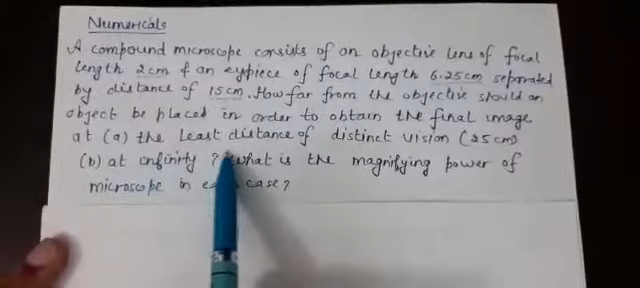 Numericals
A compound microscope consists of an objective lens of focal
length 2cm & an eypiece of focal length 6.25cm separated
by distance of 15cm. How far from the objective should an
object be placed in order to obtain the final image
at (a) the least distance of distinct vision (25cm)
(b) at infinity? what is the magnifying power of
microscope in case?